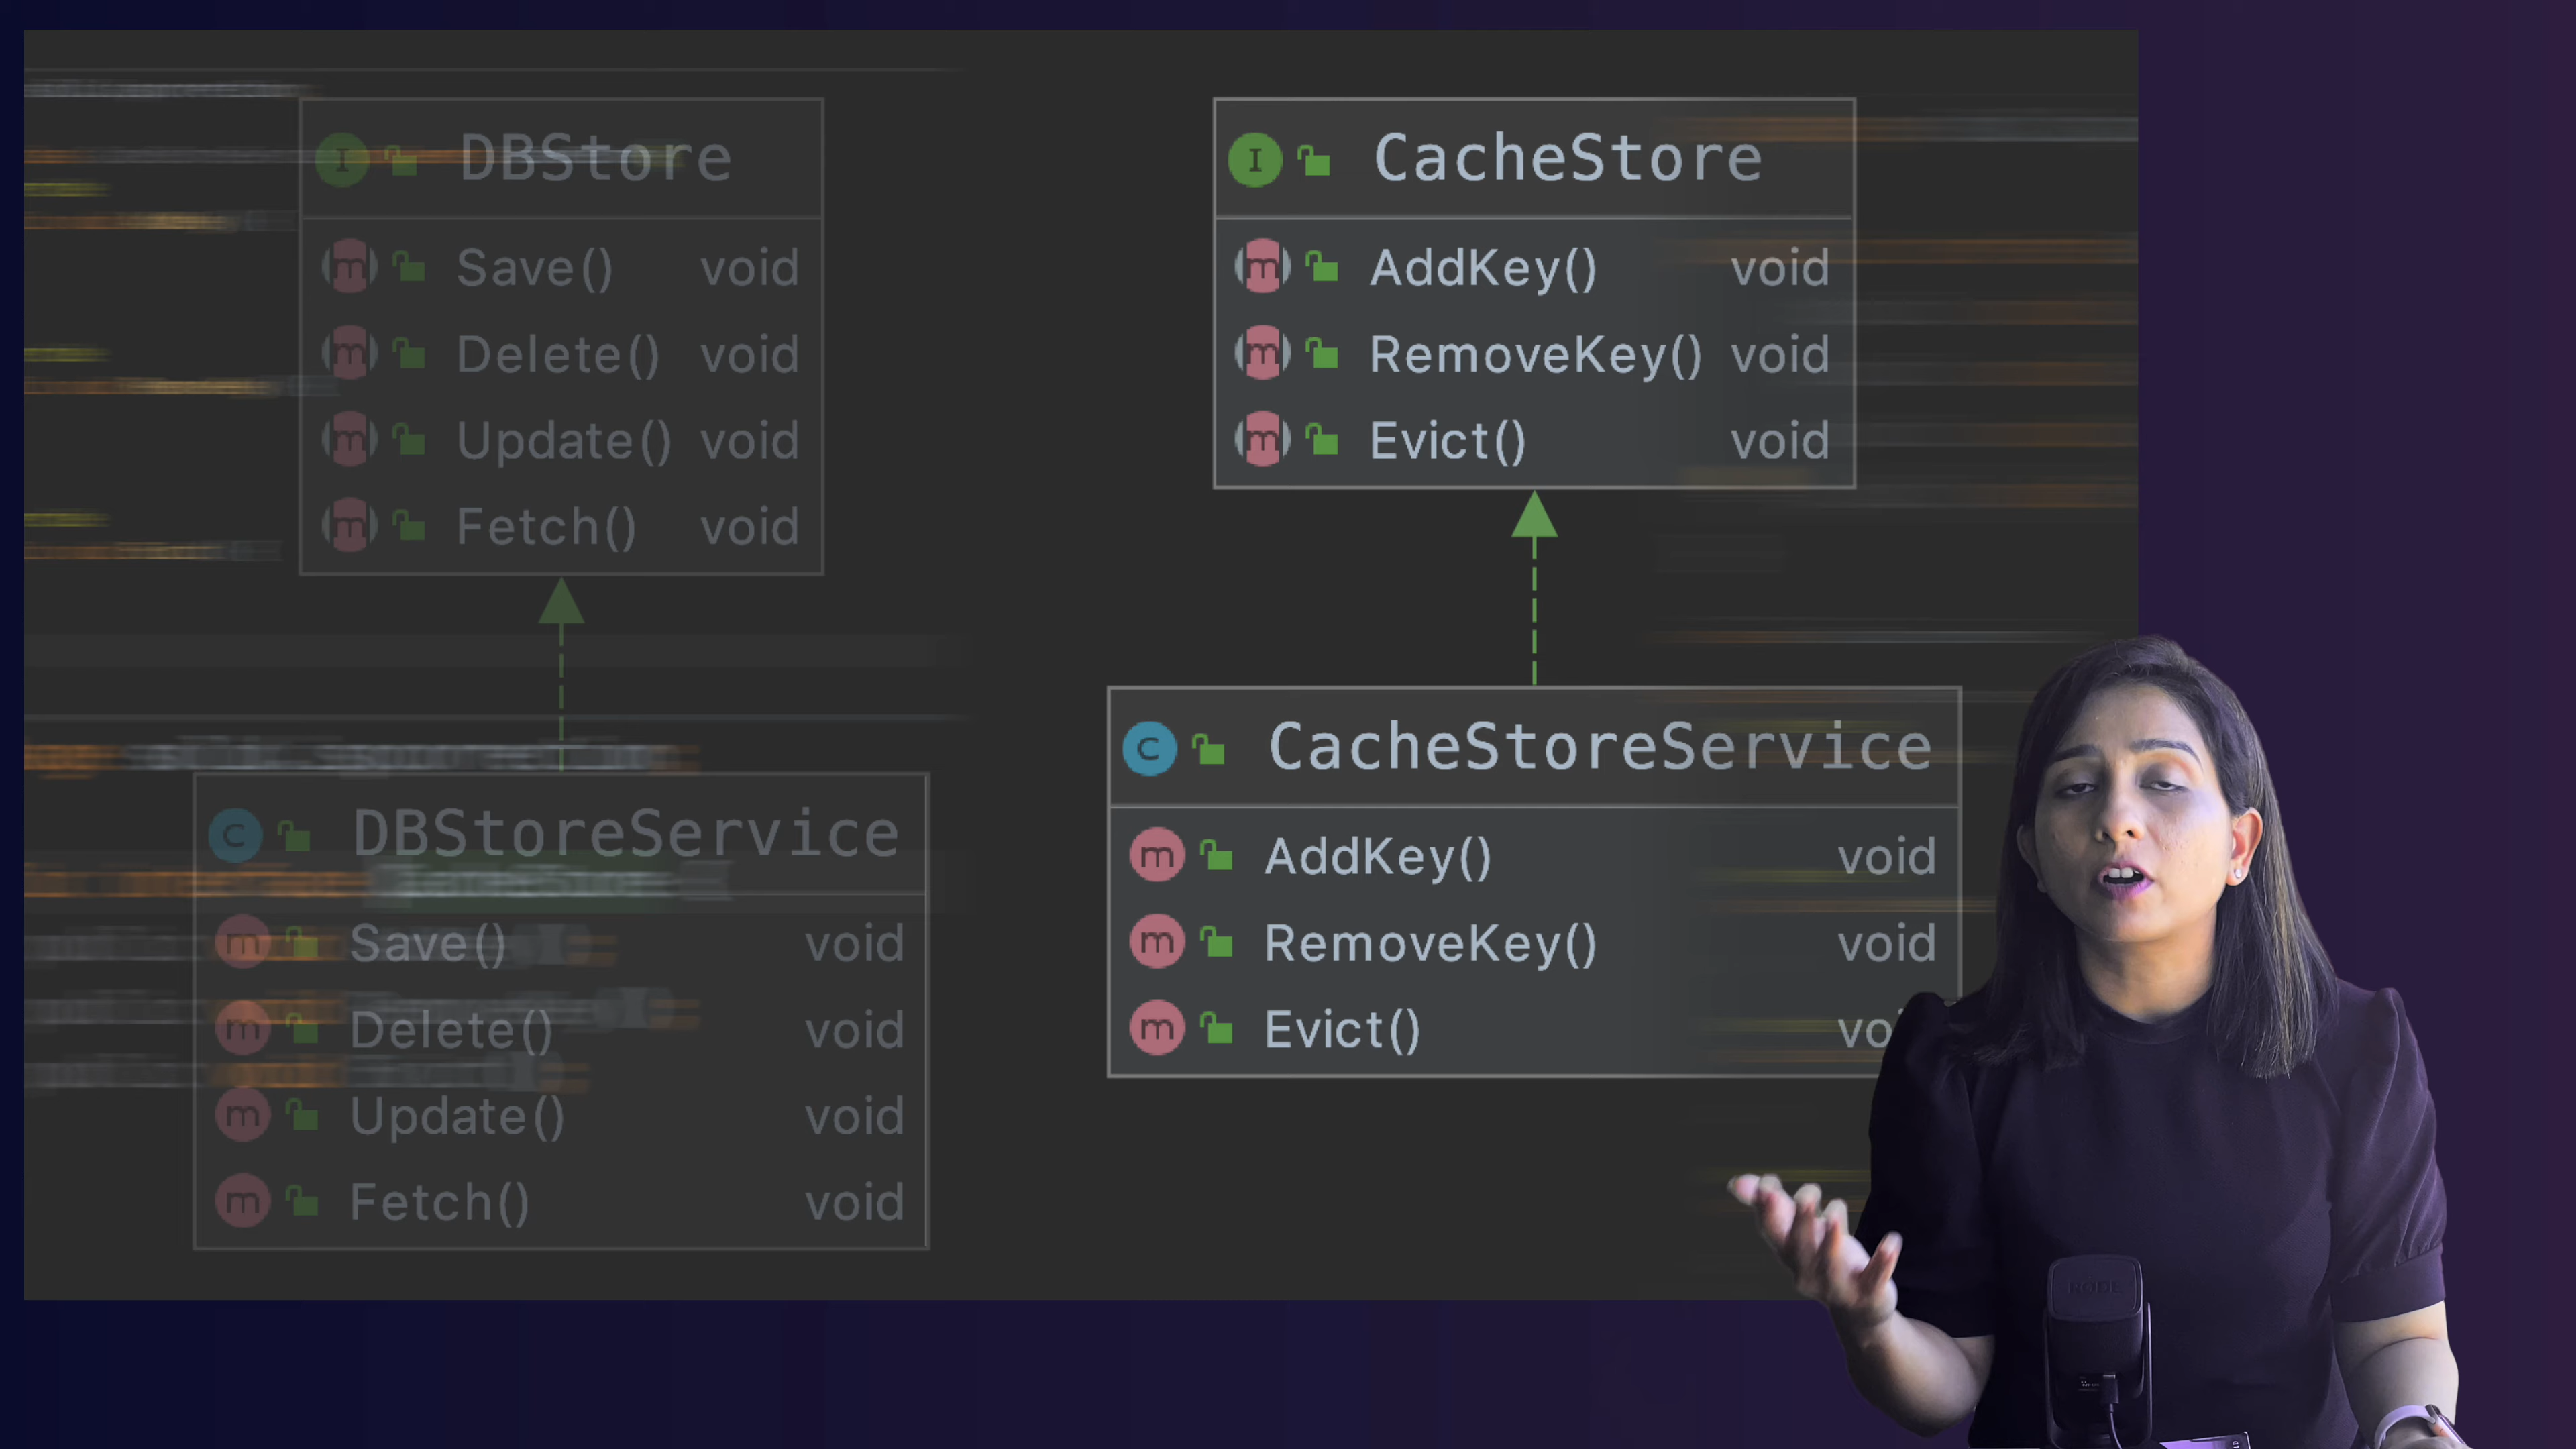 DBStore
Save() void
Delete() void
Update() void
Fetch() void
DBStoreService
Save() void
Delete() void
Update() void
Fetch() void
CacheStore
AddKey() void
RemoveKey() void
Evict() void
CacheStoreService
AddKey() void
RemoveKey() void
Evict()